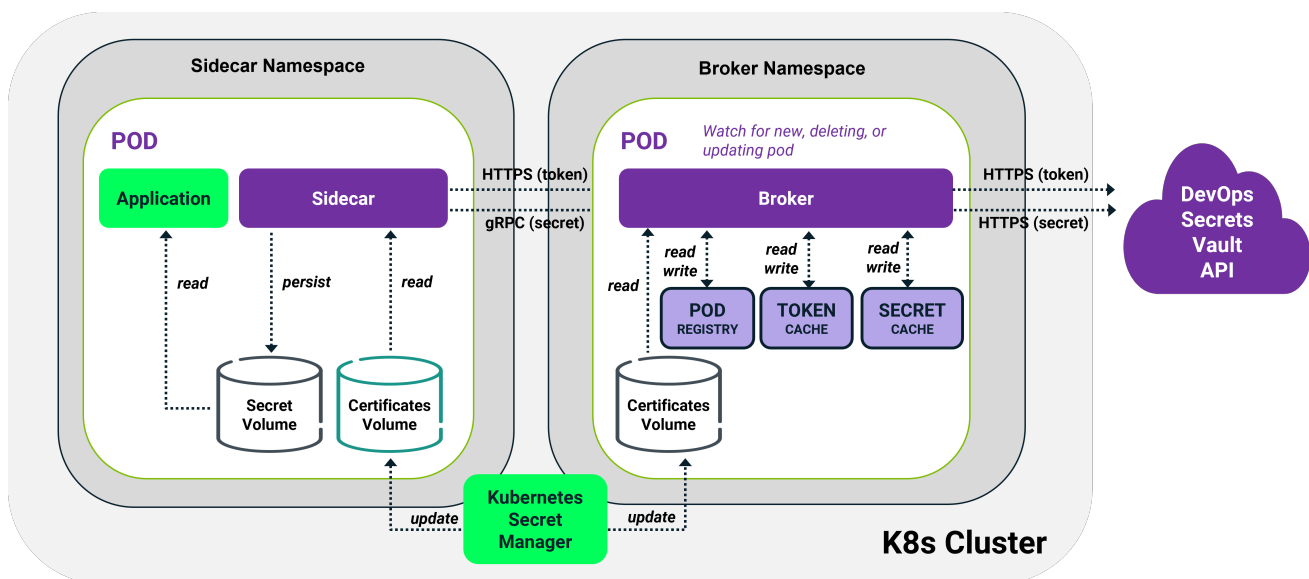 Sidecar Namespace
Broker Namespace
POD
Application
Sidecar
HTTPS (token)
gRPC (secret)
POD
Watch for new, deleting, or
updating pod
Broker
HTTPS (token)
HTTPS (secret)
DevOps
Secrets
Vault
API
read
persist
read
read
read
write
read
write
read
write
POD
REGISTRY
TOKEN
CACHE
SECRET
CACHE
Secret
Volume
Certificates
Volume
Certificates
Volume
update
Kubernetes
Secret
Manager
update
K8s Cluster